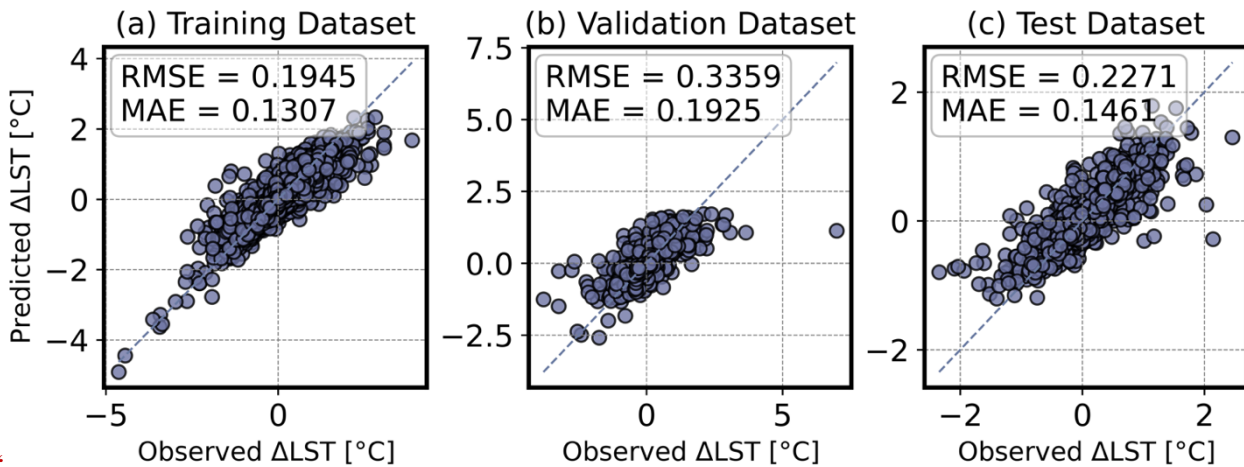 (a) Training Dataset
RMSE = 0.1945
MAE = 0.1307
Predicted ΔLST [°C]
4
2
0
−2
−4
−5
0
Observed ΔLST [°C]
(b) Validation Dataset
RMSE = 0.3359
MAE = 0.1925
7.5
5.0
2.5
0.0
−2.5
0
5
Observed ΔLST [°C]
(c) Test Dataset
RMSE = 0.2271
MAE = 0.1461
2
0
−2
−2
0
2
Observed ΔLST [°C]